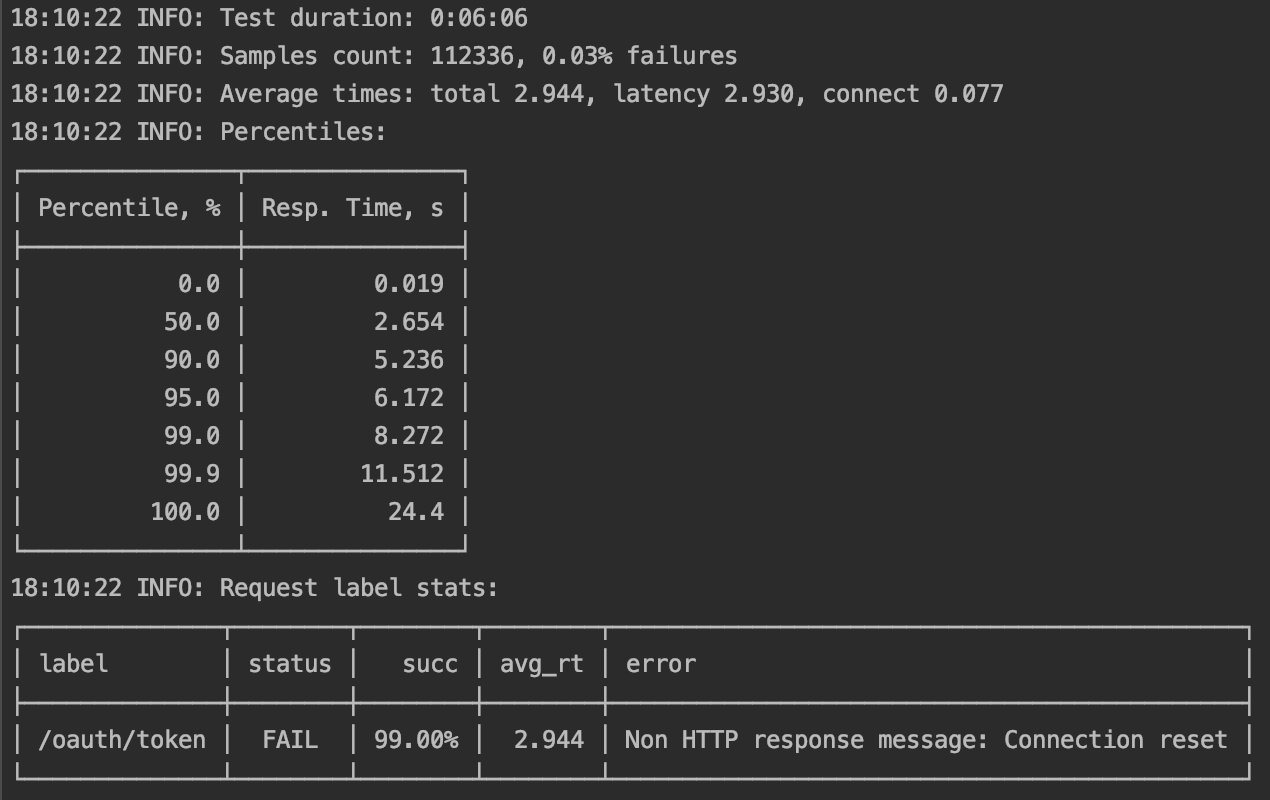 18:10:22 INFO: Test duration: 0:06:06
18:10:22 INFO: Samples count: 112336, 0.03% failures
18:10:22 INFO: Average times: total 2.944, latency 2.930, connect 0.077
18:10:22 INFO: Percentiles:
Percentile, % Resp. Time, s
0.0 0.019
50.0 2.654
90.0 5.236
95.0 6.172
99.0 8.272
99.9 11.512
100.0 24.4
18:10:22 INFO: Request label stats:
label status succ avg_rt error
/oauth/token FAIL 99.00% 2.944 Non HTTP response message: Connection reset